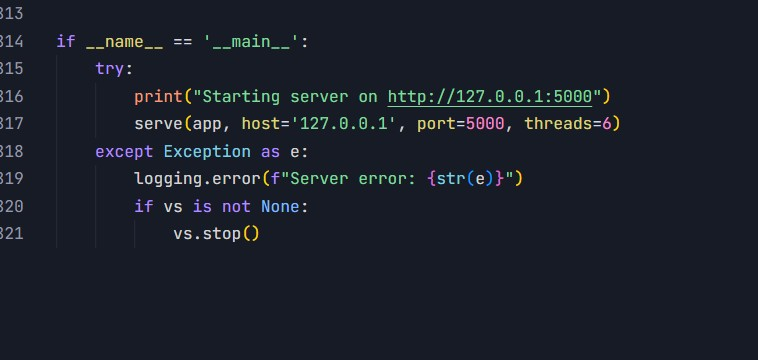 313
314 if __name__ == '__main__':
315     try:
316         print("Starting server on http://127.0.0.1:5000")
317         serve(app, host='127.0.0.1', port=5000, threads=6)
318     except Exception as e:
319         logging.error(f"Server error: {str(e)}")
320         if vs is not None:
321             vs.stop()